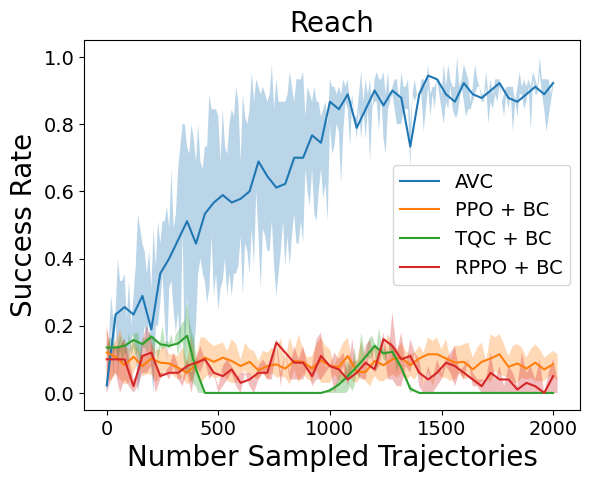 Reach
Success Rate
1.0
0.8
0.6
0.4
0.2
0.0
AVC
PPO + BC
TQC + BC
RPPO + BC
0
500
1000
1500
2000
Number Sampled Trajectories